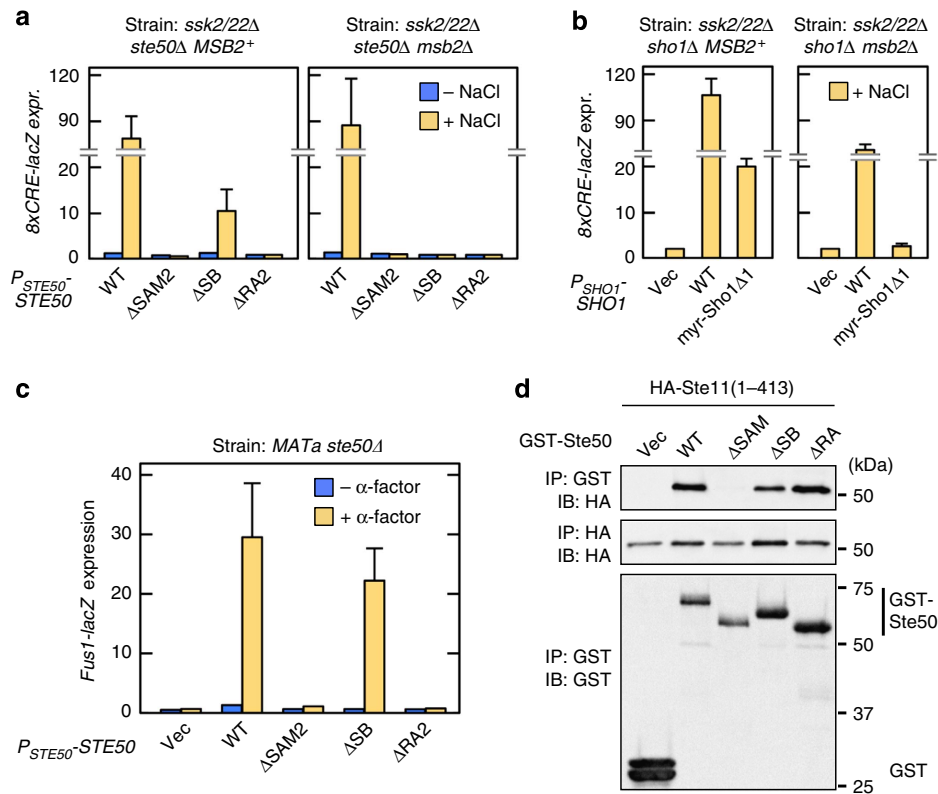 a
Strain: ssk2/22Δ
ste50Δ MSB2⁺
Strain: ssk2/22Δ
ste50Δ msb2Δ
8xCRE-lacZ expr.
120
90
20
10
0
– NaCl
+ NaCl
WT
ΔSAM2
ΔSB
ΔRA2
WT
ΔSAM2
ΔSB
ΔRA2
P_STE50-
STE50
b
Strain: ssk2/22Δ
sho1Δ MSB2⁺
Strain: ssk2/22Δ
sho1Δ msb2Δ
8xCRE-lacZ expr.
120
90
20
10
0
+ NaCl
Vec
WT
myr-Sho1Δ1
Vec
WT
myr-Sho1Δ1
P_SHO1-
SHO1
c
Strain: MATa ste50Δ
Fus1-lacZ expression
40
30
20
10
0
– α-factor
+ α-factor
Vec
WT
ΔSAM2
ΔSB
ΔRA2
P_STE50-STE50
d
HA-Ste11(1–413)
GST-Ste50
Vec
WT
ΔSAM
ΔSB
ΔRA
(kDa)
IP: GST
IB: HA
50
IP: HA
IB: HA
50
IP: GST
IB: GST
75
50
37
25
GST-
Ste50
GST